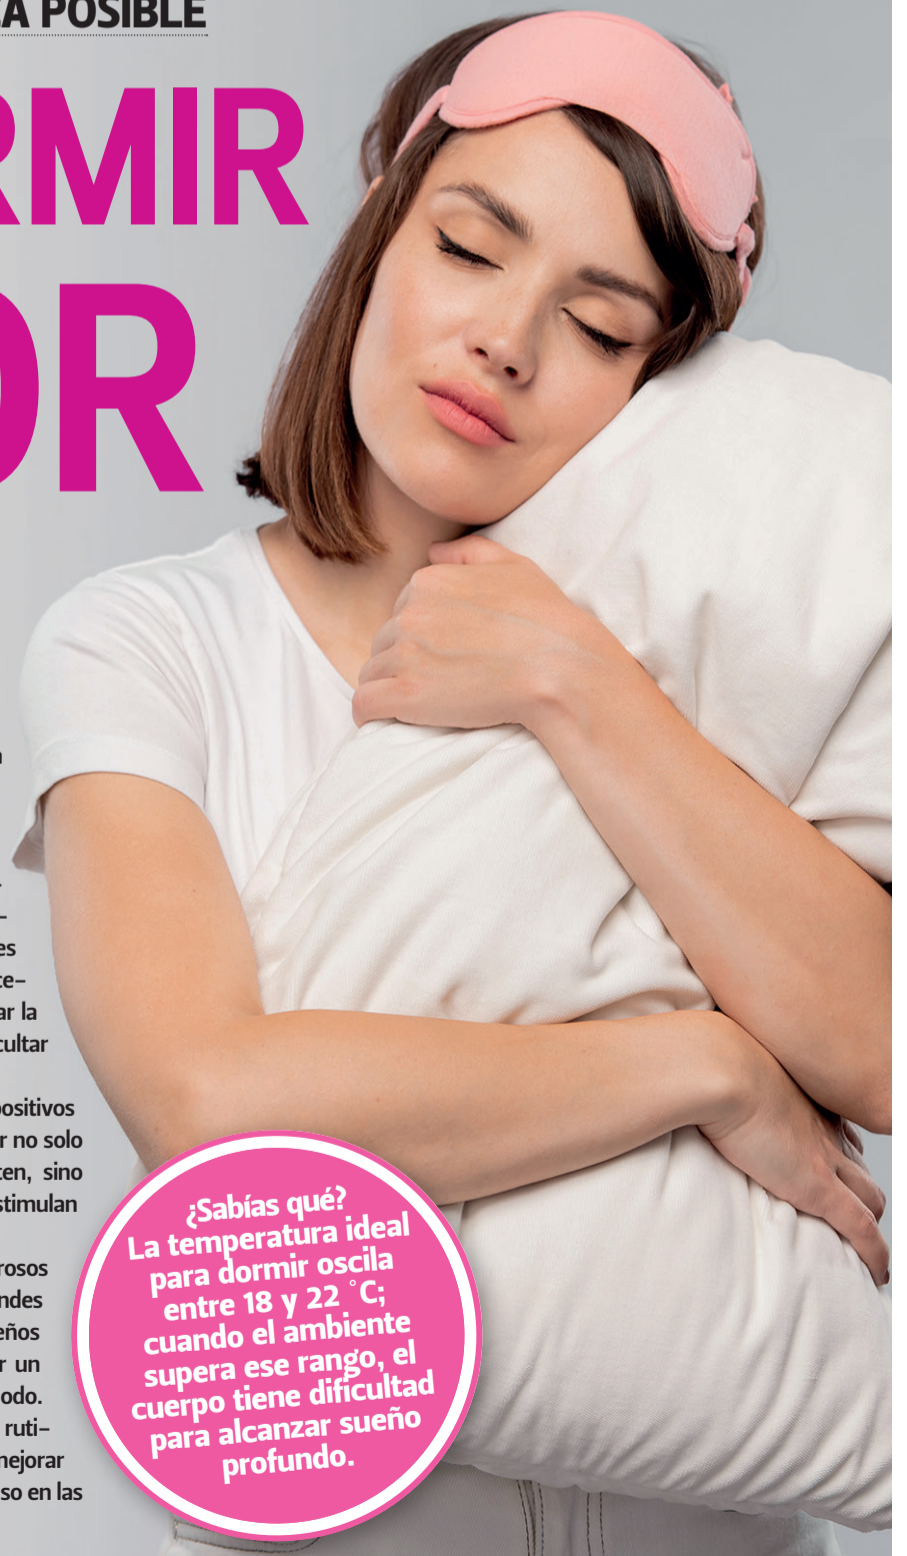 A POSIBLE
RMIR
OR
es
te–
ar la
cultar
positivos
r no solo
ten, sino
stimulan
rosos
ndes
eños
r un
odo.
ruti–
mejorar
so en las
¿Sabías qué?
La temperatura ideal
para dormir oscila
entre 18 y 22 °C;
cuando el ambiente
supera ese rango, el
cuerpo tiene dificultad
para alcanzar sueño
profundo.